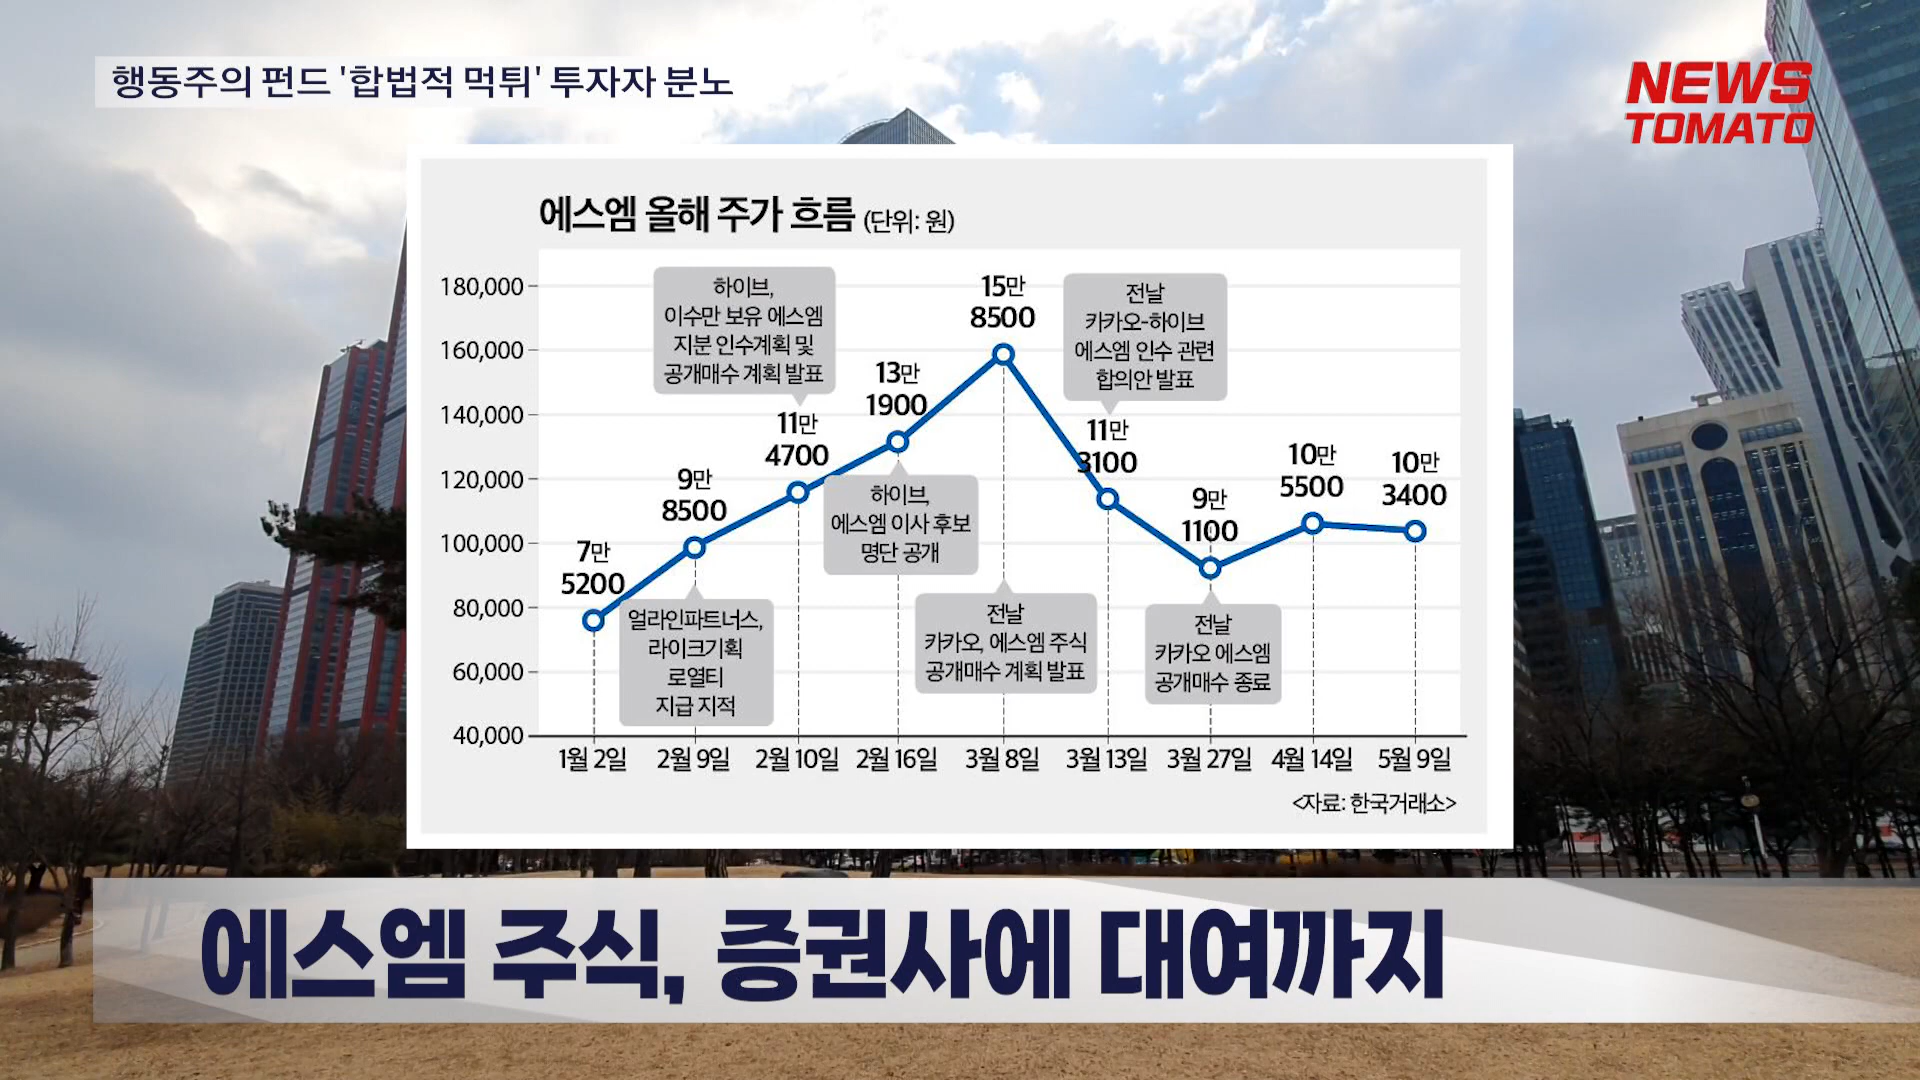 행동주의 펀드 '합법적 먹튀' 투자자 분노
NEWS
TOMATO
에스엠 올해 주가 흐름 (단위: 원)
180,000
160,000
140,000
120,000
100,000
80,000
60,000
40,000
7만
5200
9만
8500
얼라인파트너스,
라이크기획
로열티
지급 지적
하이브,
이수만 보유 에스엠
지분 인수계획 및
공개매수 계획 발표
11만
4700
13만
1900
하이브,
에스엠 이사 후보
명단 공개
15만
8500
전날
카카오, 에스엠 주식
공개매수 계획 발표
전날
카카오-하이브
에스엠 인수 관련
합의안 발표
11만
3100
9만
1100
전날
카카오 에스엠
공개매수 종료
10만
5500
10만
3400
1월 2일 2월 9일 2월 10일 2월 16일 3월 8일 3월 13일 3월 27일 4월 14일 5월 9일
<자료: 한국거래소>
에스엠 주식, 증권사에 대여까지